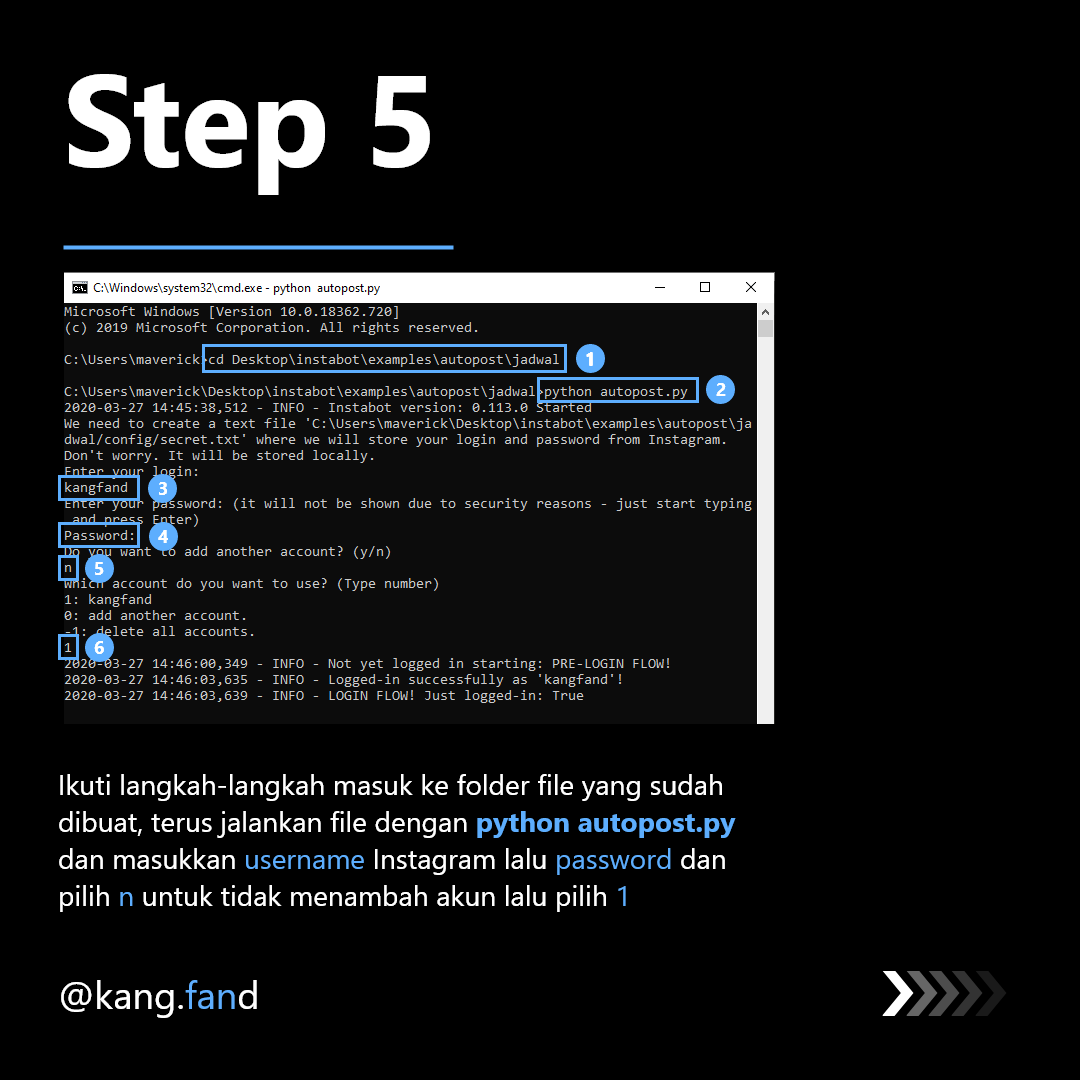 Step 5
C:\Windows\system32\cmd.exe - python  autopost.py
Microsoft Windows [Version 10.0.18362.720]
(c) 2019 Microsoft Corporation. All rights reserved.
C:\Users\maverick>cd Desktop\instabot\examples\autopost\jadwal
1
C:\Users\maverick\Desktop\instabot\examples\autopost\jadwal>python autopost.py
2
2020-03-27 14:45:38,512 - INFO - Instabot version: 0.113.0 Started
We need to create a text file 'C:\Users\maverick\Desktop\instabot\examples\autopost\ja
dwal/config/secret.txt' where we will store your login and password from Instagram.
Don't worry. It will be stored locally.
Enter your login:
kangfand
3
Enter your password: (it will not be shown due to security reasons - just start typing
and press Enter)
Password:
4
Do you want to add another account? (y/n)
n
5
Which account do you want to use? (Type number)
1: kangfand
0: add another account.
-1: delete all accounts.
1
6
2020-03-27 14:46:00,349 - INFO - Not yet logged in starting: PRE-LOGIN FLOW!
2020-03-27 14:46:03,635 - INFO - Logged-in successfully as 'kangfand'!
2020-03-27 14:46:03,639 - INFO - LOGIN FLOW! Just logged-in: True
Ikuti langkah-langkah masuk ke folder file yang sudah
dibuat, terus jalankan file dengan python autopost.py
dan masukkan username Instagram lalu password dan
pilih n untuk tidak menambah akun lalu pilih 1
@kang.fand